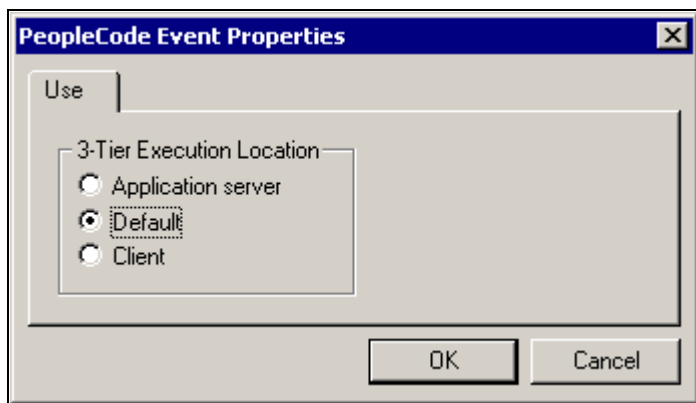 PeopleCode Event Properties
Use
3-Tier Execution Location
Application server
Default
Client
OK Cancel